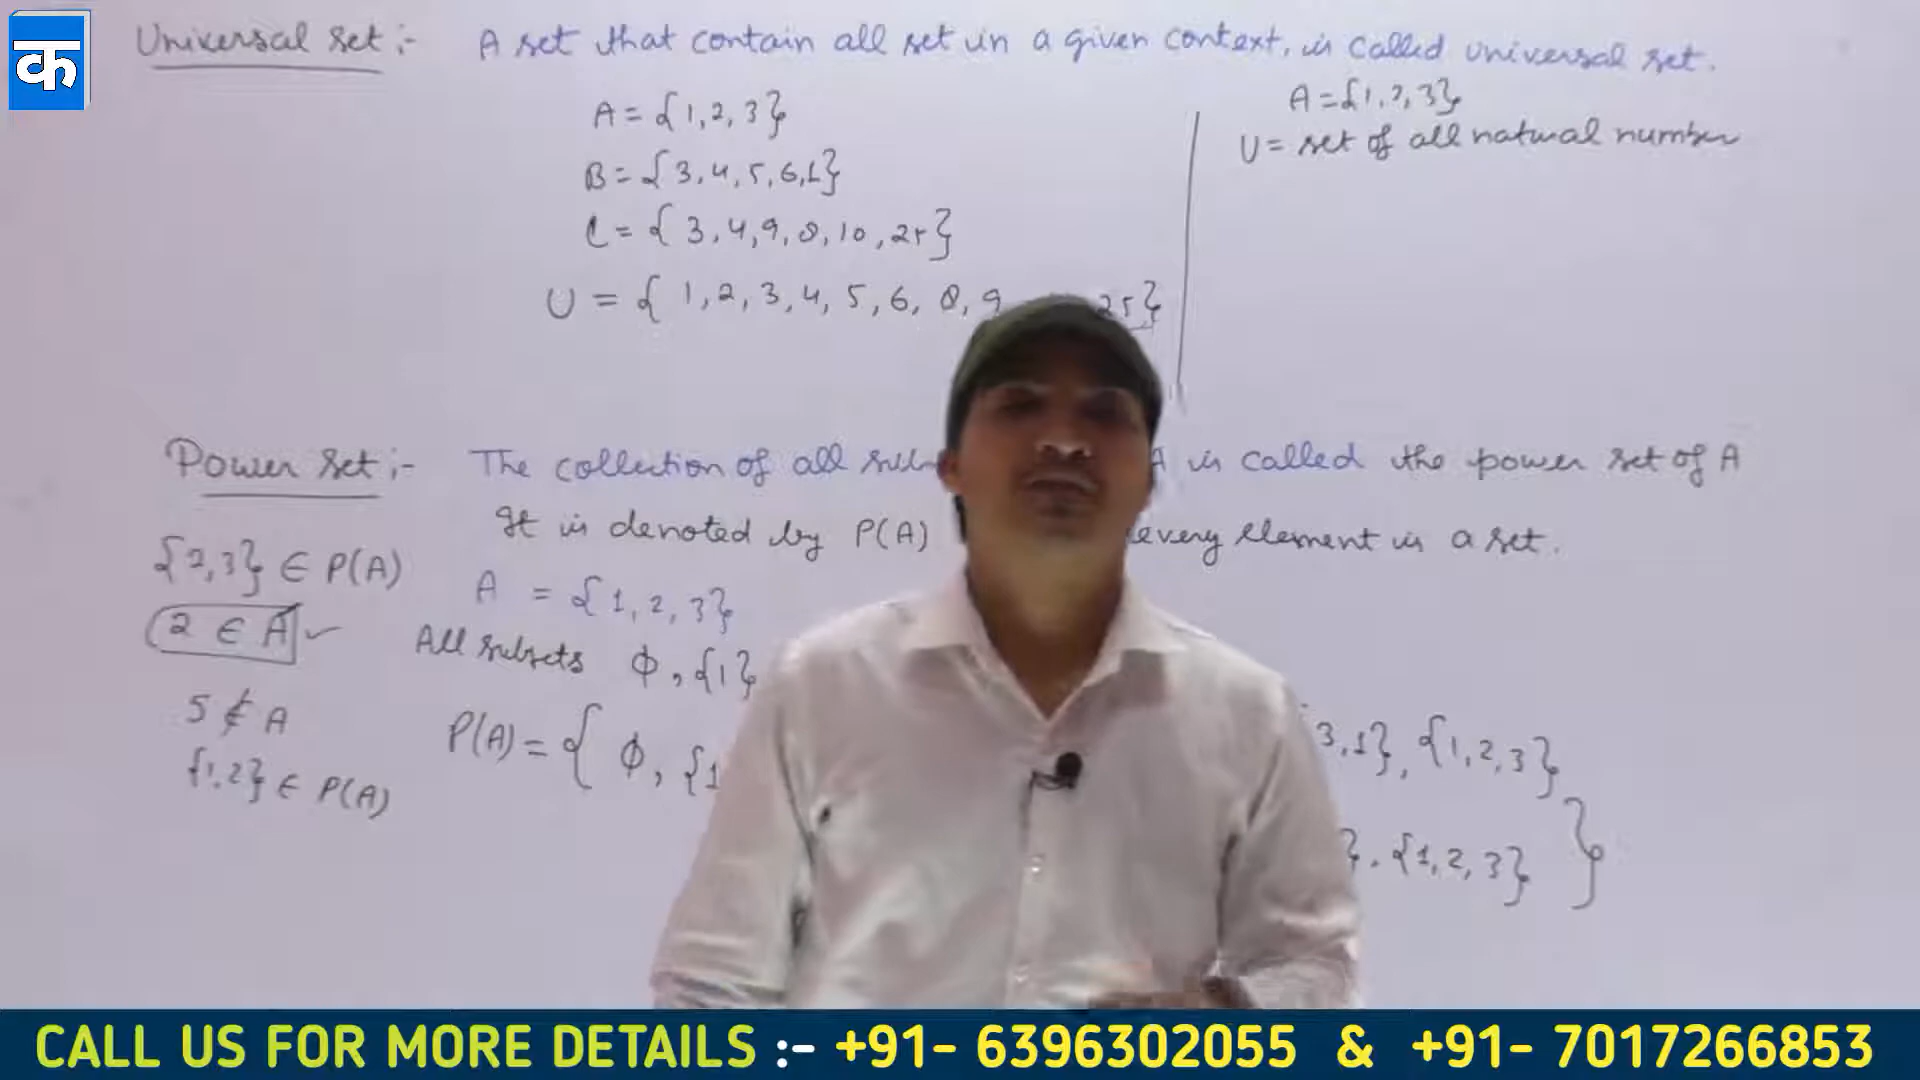 क
Universal set :- A set that contain all set in a given context, is called universal set.
A = {1, 2, 3}
B = {3, 4, 5, 6, 1}
C = { 3, 4, 9, 8, 10, 25}
U = { 1, 2, 3, 4, 5, 6, 8, 9 25}
A = {1, 2, 3}
U = set of all natural number
Power set :- The collection of all A is called the power set of A
It is denoted by P(A) every element is a set.
{2,3} ∈ P(A)
2 ∈ A ✓
5 ∉ A
{1,2} ∈ P(A)
A = {1, 2, 3}
All subsets ϕ, {1} 3,1}, {1, 2, 3}
P(A) = { ϕ, {1 }, {1, 2, 3} }
CALL US FOR MORE DETAILS :- +91- 6396302055 & +91- 7017266853